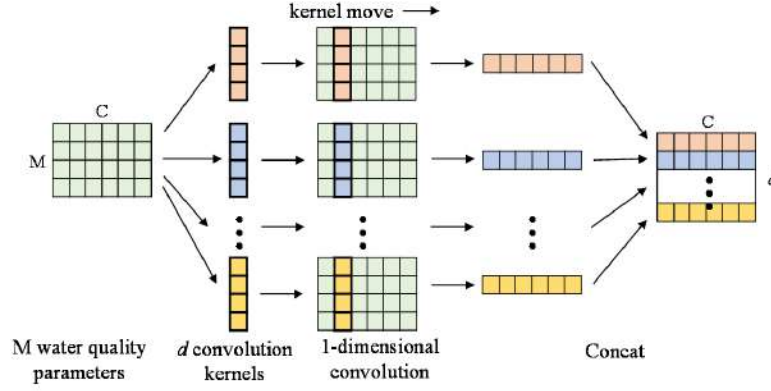 kernel move
C
M
C
M water quality
parameters
d convolution
kernels
1-dimensional
convolution
Concat